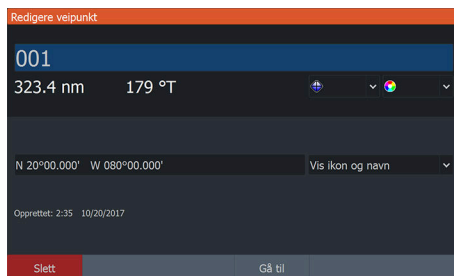 Redigere veipunkt
001
323.4 nm 179 °T
N 20°00.000' W 080°00.000' Vis ikon og navn
Opprettet: 2:35 10/20/2017
Slett Gå til